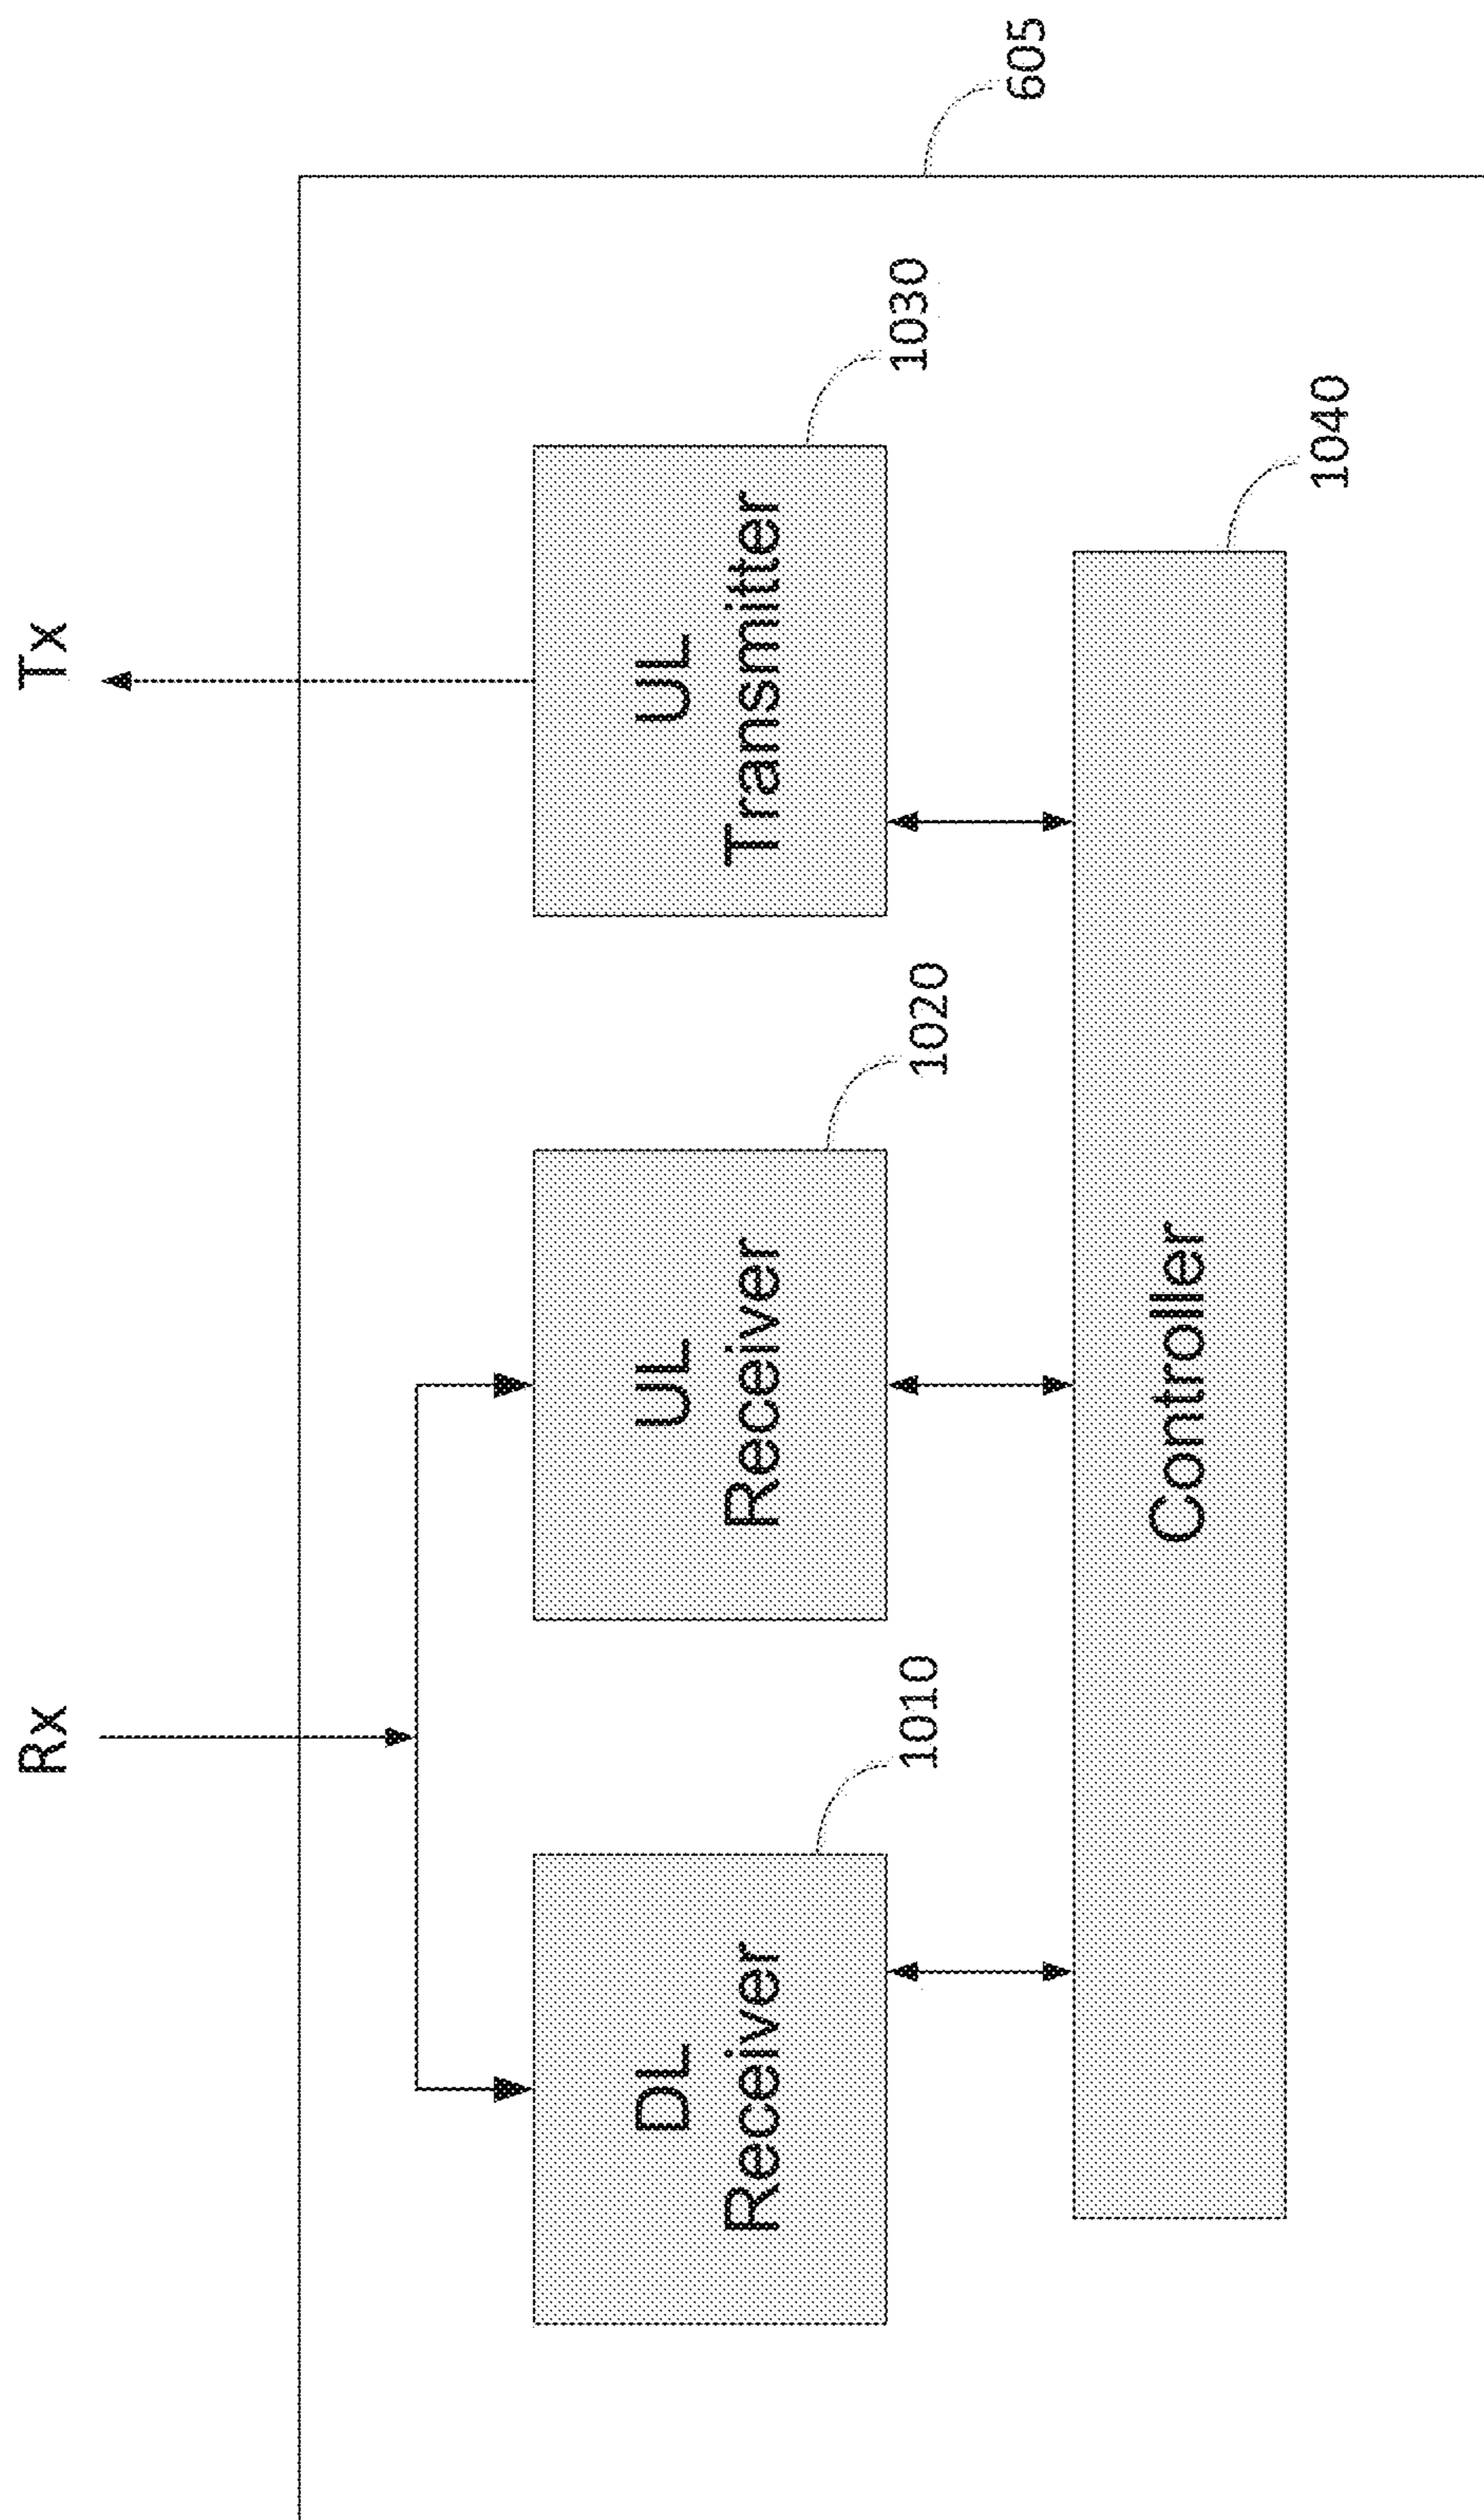 Rx
Tx
DL
Receiver
1010
UL
Receiver
1020
UL
Transmitter
1030
Controller
1040
605